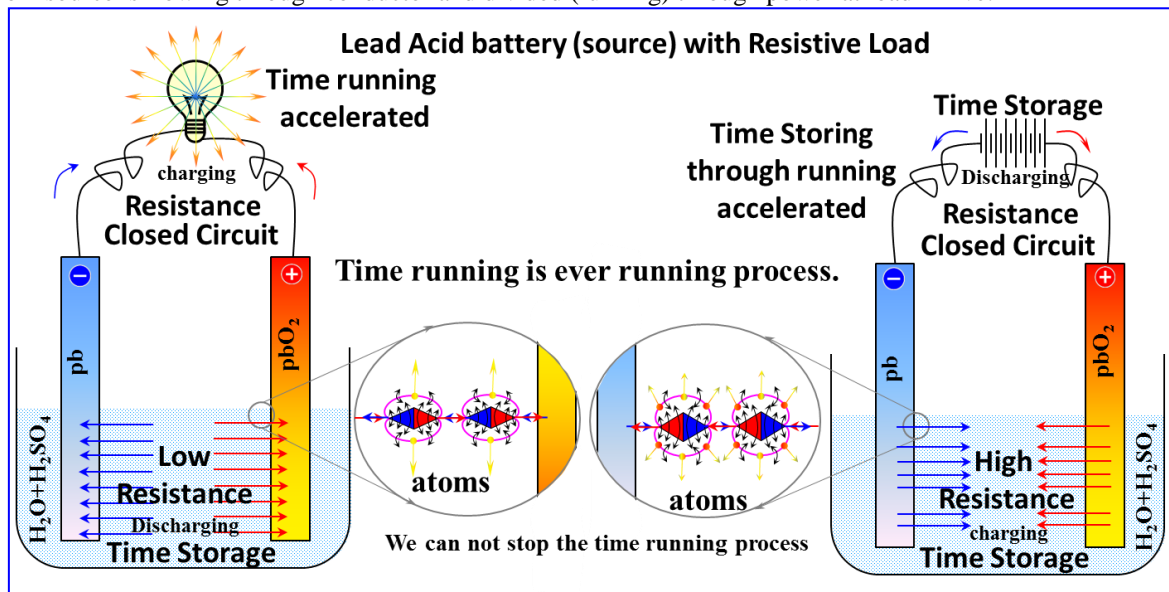 Lead Acid battery (source) with Resistive Load
Time running
accelerated
charging
Resistance
Closed Circuit
−
+
pb
pbO₂
H₂O+H₂SO₄
Low
Resistance
Discharging
Time Storage
Time running is ever running process.
atoms
atoms
We can not stop the time running process
Time Storage
Time Storing
through running
accelerated
Discharging
Resistance
Closed Circuit
−
+
pb
pbO₂
High
Resistance
charging
Time Storage
H₂O+H₂SO₄